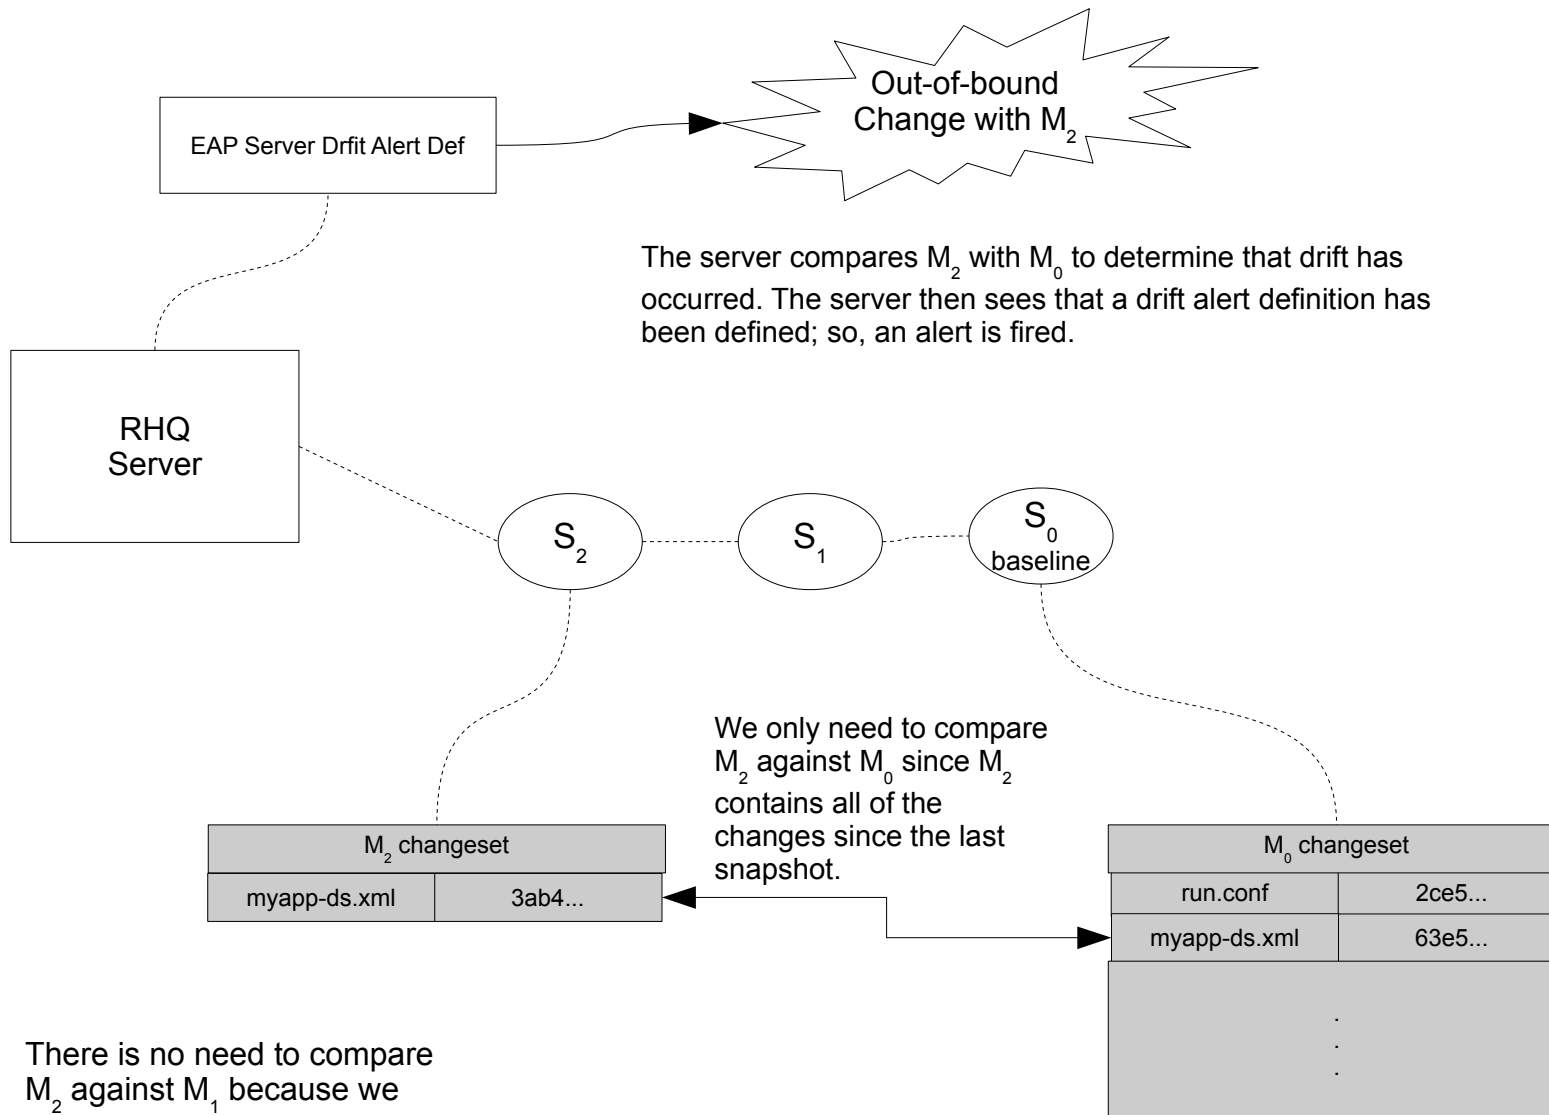 Out-of-bound
Change with M₂
EAP Server Drfit Alert Def
The server compares M₂ with M₀ to determine that drift has
occurred. The server then sees that a drift alert definition has
been defined; so, an alert is fired.
RHQ
Server
S₂
S₁
S₀
baseline
We only need to compare
M₂ against M₀ since M₂
contains all of the
changes since the last
snapshot.
M₂ changeset
myapp-ds.xml 3ab4...
M₀ changeset
run.conf 2ce5...
myapp-ds.xml 63e5...
.
.
.
There is no need to compare
M₂ against M₁ because we